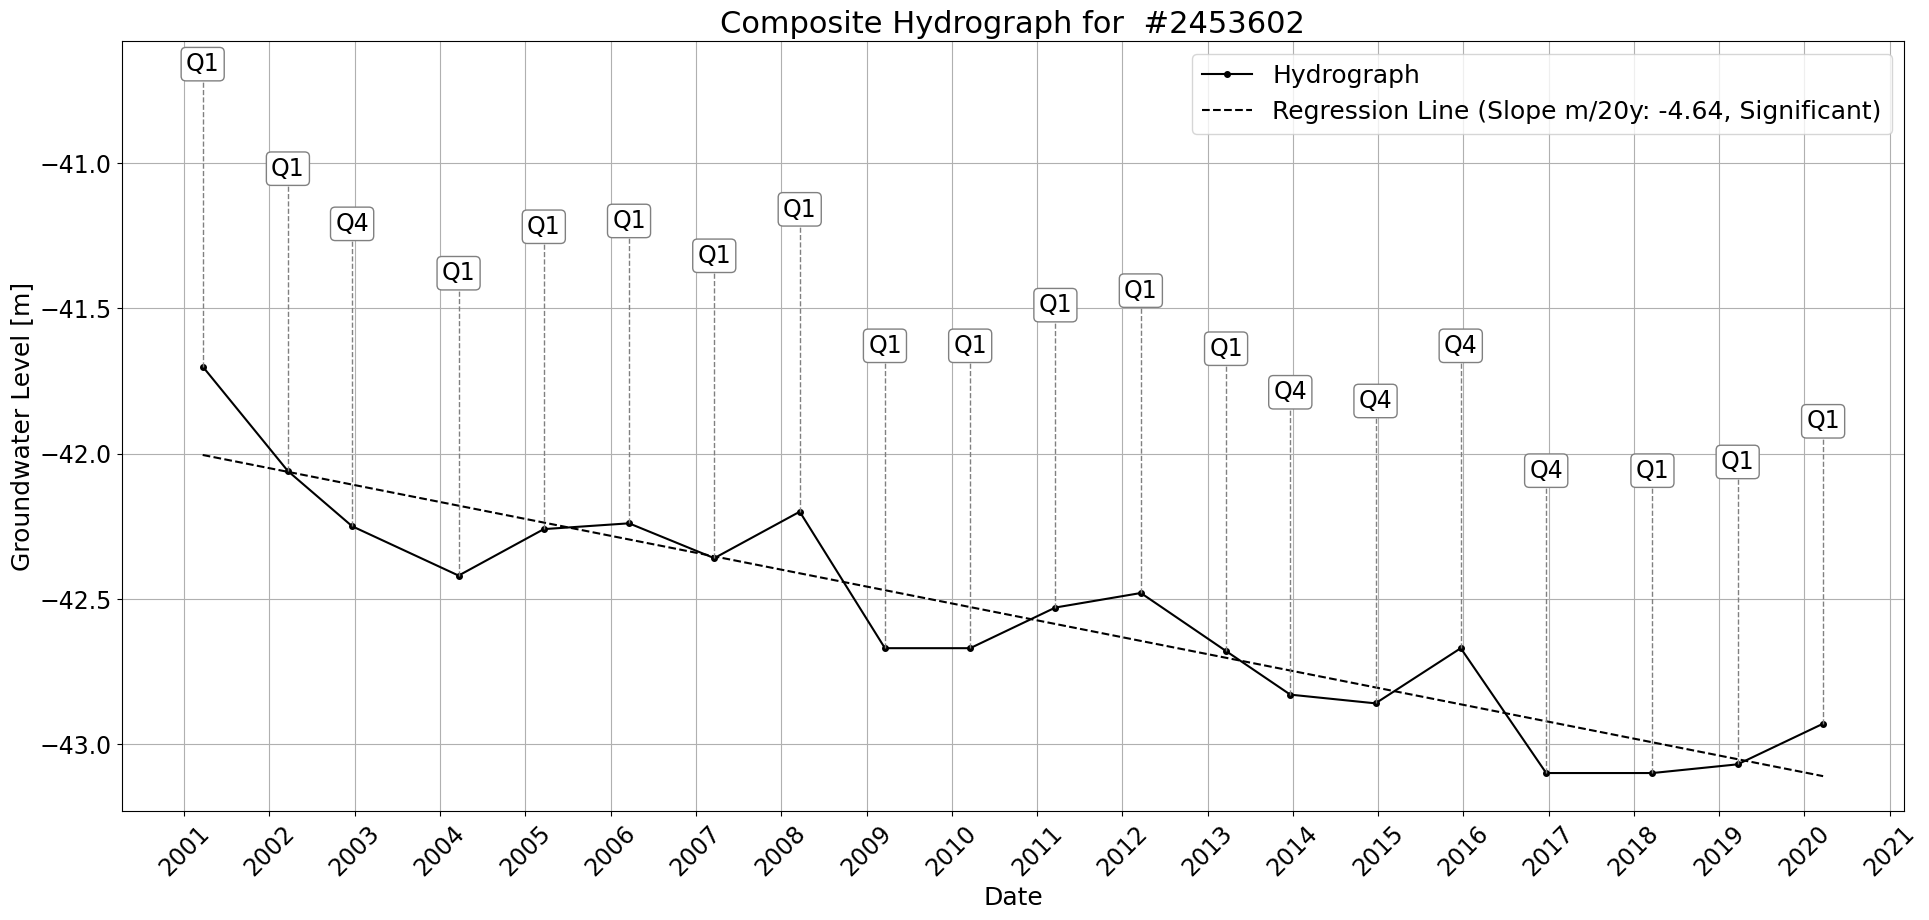 Composite Hydrograph for  #2453602
Hydrograph
Regression Line (Slope m/20y: -4.64, Significant)
Q1
Q1
Q4
Q1
Q1
Q1
Q1
Q1
Q1
Q1
Q1
Q1
Q1
Q4
Q4
Q4
Q4
Q1
Q1
Q1
Groundwater Level [m]
−41.0
−41.5
−42.0
−42.5
−43.0
2001
2002
2003
2004
2005
2006
2007
2008
2009
2010
2011
2012
2013
2014
2015
2016
2017
2018
2019
2020
2021
Date